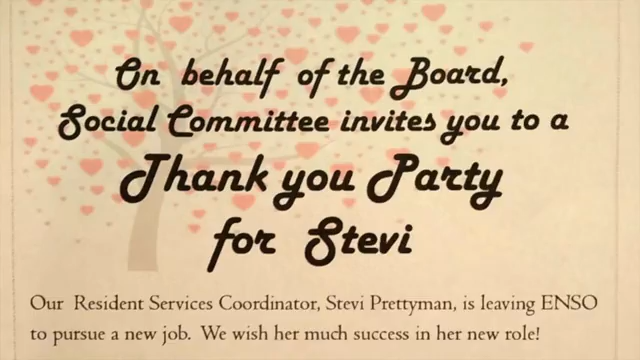 On behalf of the Board,
Social Committee invites you to a
Thank you Party
for Stevi
Our Resident Services Coordinator, Stevi Prettyman, is leaving ENSO
to pursue a new job. We wish her much success in her new role!